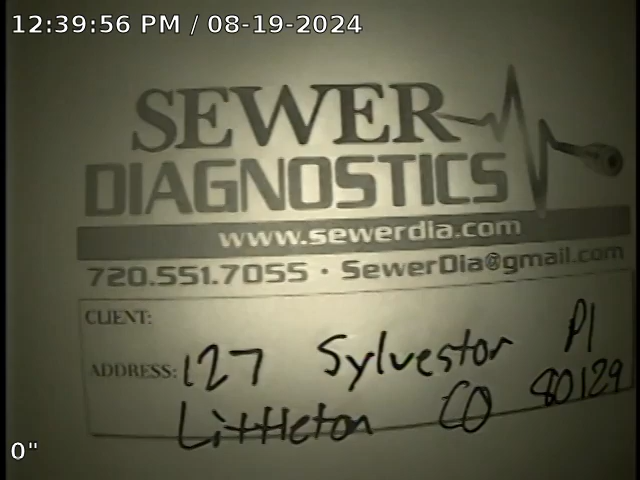 12:39:56 PM / 08-19-2024
SEWER
DIAGNOSTICS
www.sewerdia.com
720.551.7055 · SewerDia@gmail.com
CLIENT:
ADDRESS: 127 Sylvestor Pl
Littleton CO 80129
0"